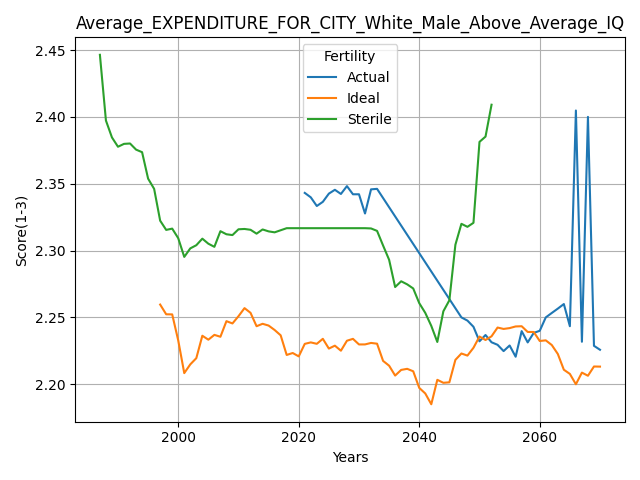 Average_EXPENDITURE_FOR_CITY_White_Male_Above_Average_IQ
Fertility
Actual
Ideal
Sterile
Score(1-3)
2.45
2.40
2.35
2.30
2.25
2.20
2000
2020
2040
2060
Years